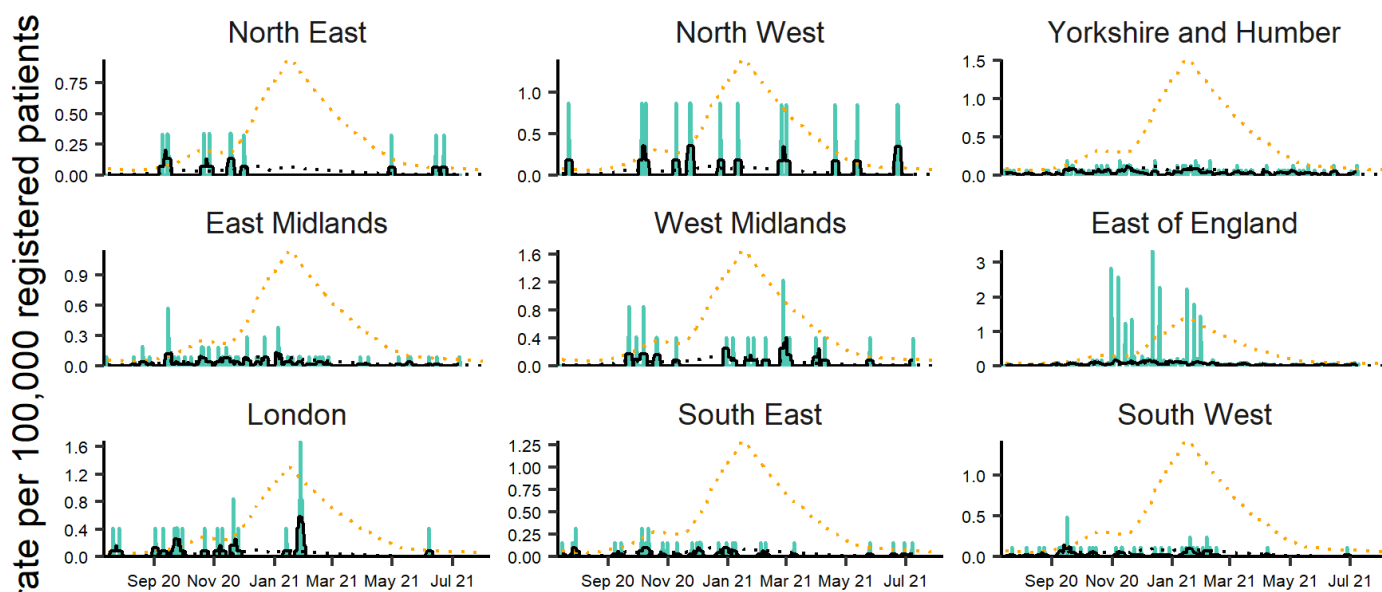 rate per 100,000 registered patients
North East
0.75
0.50
0.25
0.00
North West
1.0
0.5
0.0
Yorkshire and Humber
1.5
1.0
0.5
0.0
East Midlands
0.9
0.6
0.3
0.0
West Midlands
1.6
1.2
0.8
0.4
0.0
East of England
3
2
1
0
London
1.6
1.2
0.8
0.4
0.0
Sep 20 Nov 20 Jan 21 Mar 21 May 21 Jul 21
South East
1.25
1.00
0.75
0.50
0.25
0.00
Sep 20 Nov 20 Jan 21 Mar 21 May 21 Jul 21
South West
1.0
0.5
0.0
Sep 20 Nov 20 Jan 21 Mar 21 May 21 Jul 21